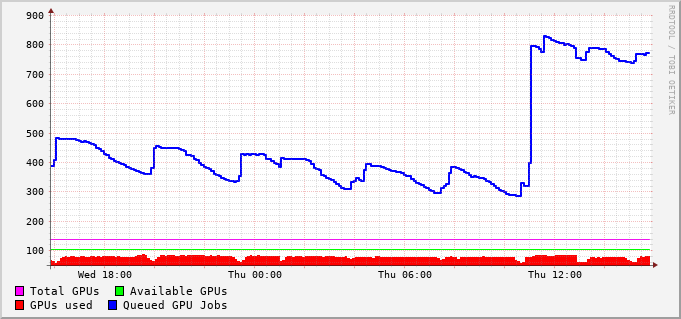 900
800
700
600
500
400
300
200
100
Wed 18:00 Thu 00:00 Thu 06:00 Thu 12:00
Total GPUs Available GPUs
GPUs used Queued GPU Jobs
RRDTOOL / TOBI OETIKER